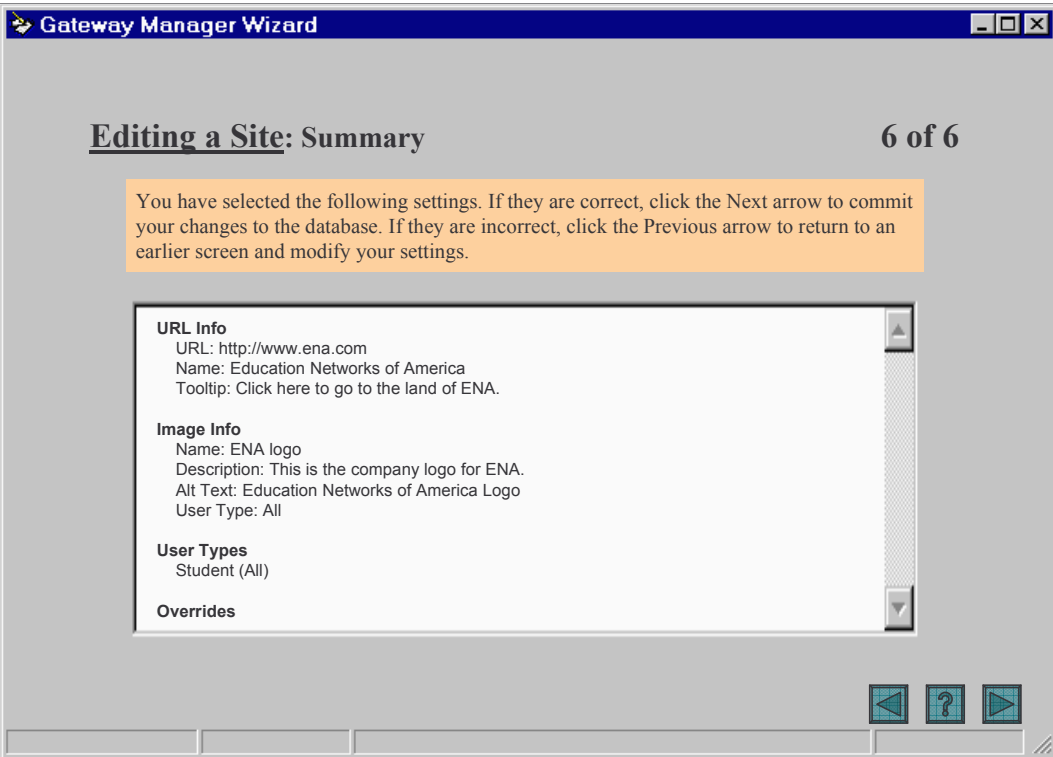 Gateway Manager Wizard
Editing a Site: Summary 6 of 6
You have selected the following settings. If they are correct, click the Next arrow to commit
your changes to the database. If they are incorrect, click the Previous arrow to return to an
earlier screen and modify your settings.
URL Info
URL: http://www.ena.com
Name: Education Networks of America
Tooltip: Click here to go to the land of ENA.
Image Info
Name: ENA logo
Description: This is the company logo for ENA.
Alt Text: Education Networks of America Logo
User Type: All
User Types
Student (All)
Overrides
?